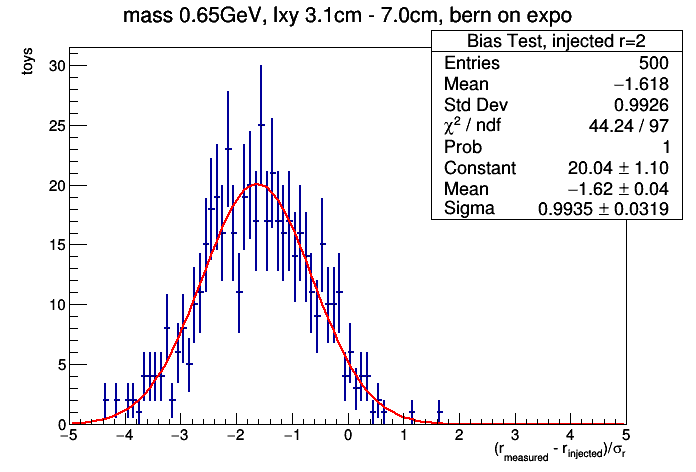 mass 0.65GeV, lxy 3.1cm - 7.0cm, bern on expo
Bias Test, injected r=2
Entries 500
Mean −1.618
Std Dev 0.9926
χ² / ndf 44.24 / 97
Prob 1
Constant 20.04 ± 1.10
Mean −1.62 ± 0.04
Sigma 0.9935 ± 0.0319
toys
30
25
20
15
10
5
0
−5 −4 −3 −2 −1 0 1 2 3 4 5
(r_measured - r_injected)/σ_r